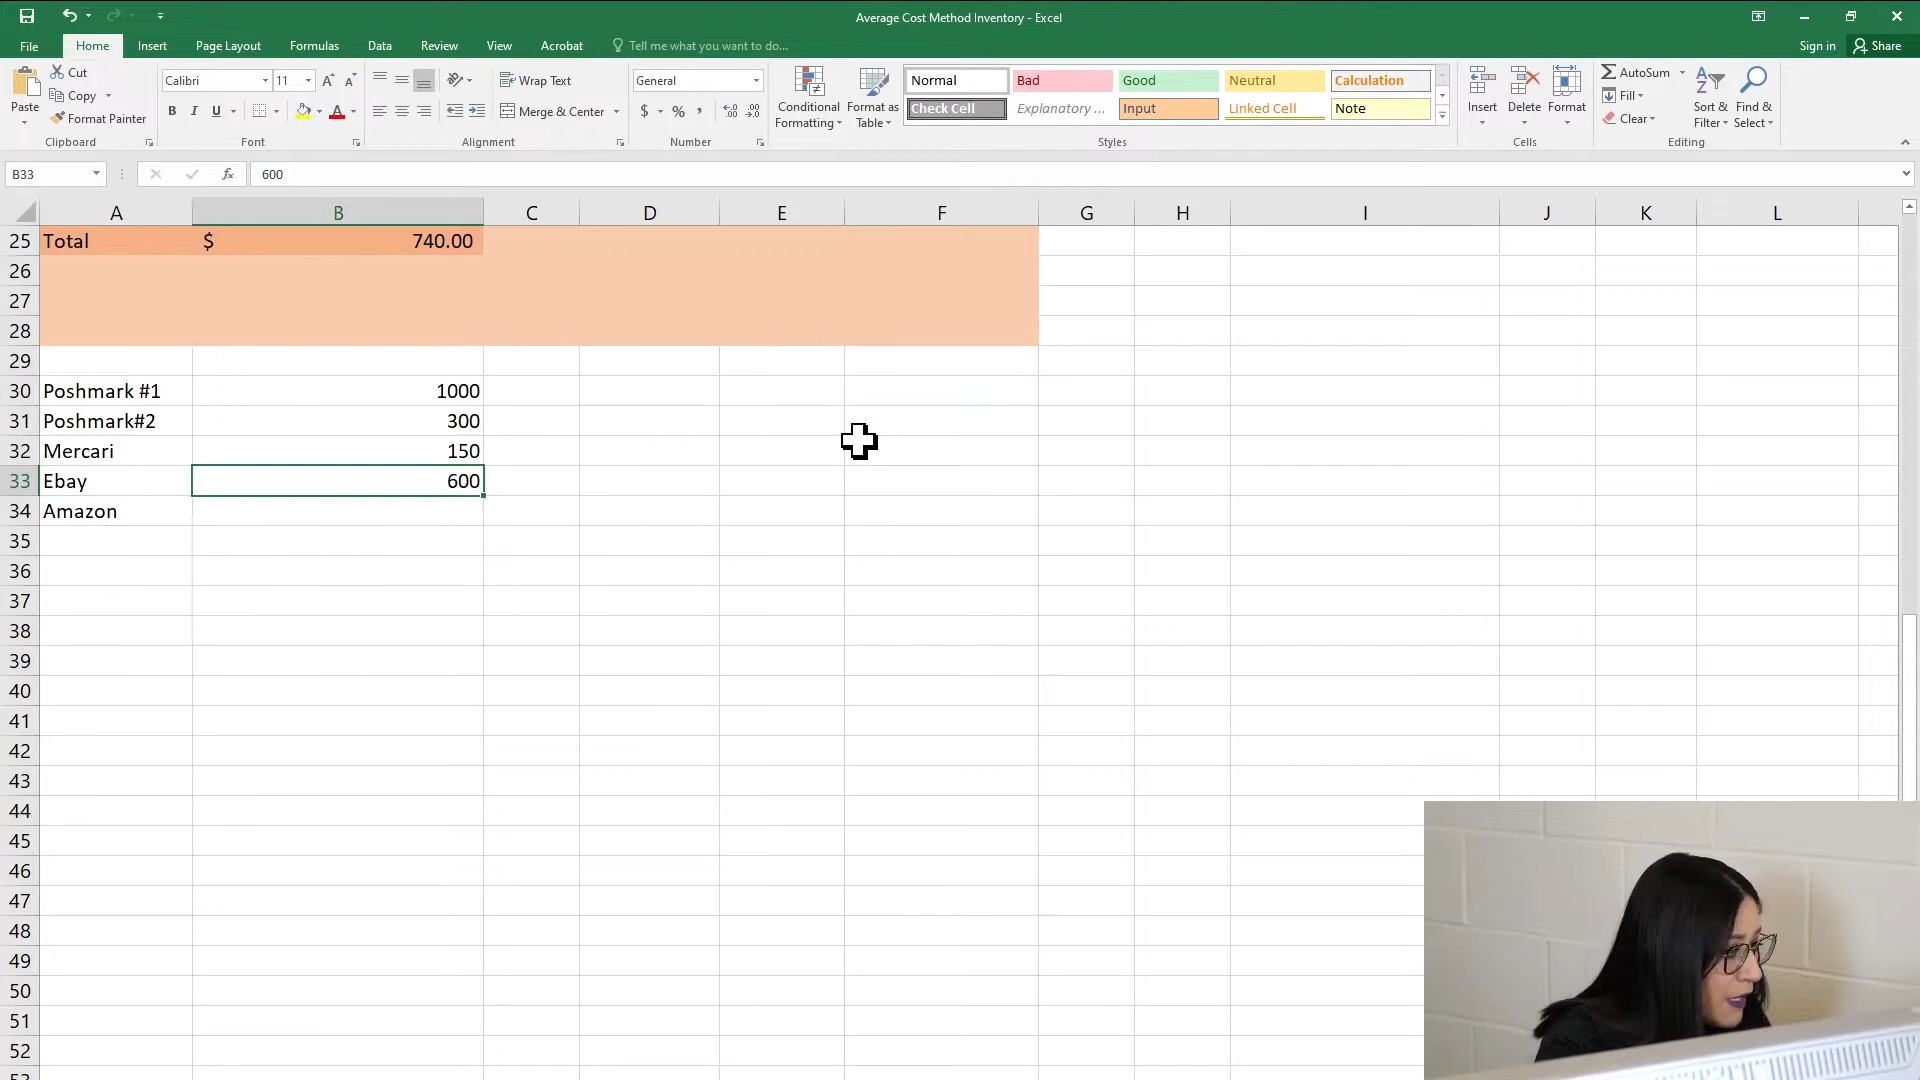 Average Cost Method Inventory - Excel
File Home Insert Page Layout Formulas Data Review View Acrobat Tell me what you want to do... Sign in Share
Paste
Cut
Copy
Format Painter
Clipboard
Calibri 11 A A
B I U A
Font
Wrap Text
Merge & Center
Alignment
General
$ % , .00 .0
Number
Conditional Formatting
Format as Table
Normal Bad Good Neutral Calculation
Check Cell Explanatory ... Input Linked Cell Note
Styles
Insert Delete Format
Cells
AutoSum
Fill
Clear
Sort & Filter
Find & Select
Editing
B33 fx 600
A B C D E F G H I J K L
25 Total $ 740.00
26
27
28
29
30 Poshmark #1 1000
31 Poshmark#2 300
32 Mercari 150
33 Ebay 600
34 Amazon
35
36
37
38
39
40
41
42
43
44
45
46
47
48
49
50
51
52